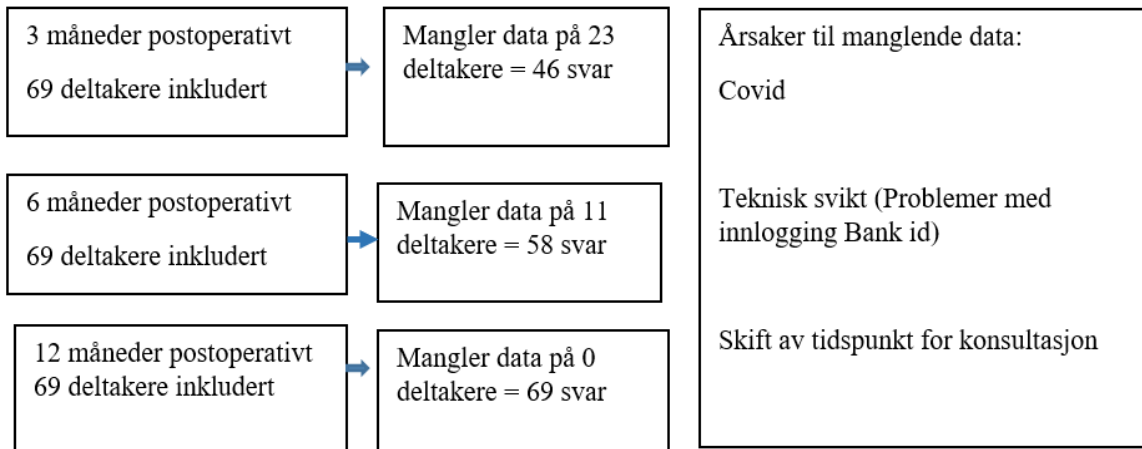 3 måneder postoperativt
69 deltakere inkludert
Mangler data på 23
deltakere = 46 svar
6 måneder postoperativt
69 deltakere inkludert
Mangler data på 11
deltakere = 58 svar
12 måneder postoperativt
69 deltakere inkludert
Mangler data på 0
deltakere = 69 svar
Årsaker til manglende data:
Covid
Teknisk svikt (Problemer med
innlogging Bank id)
Skift av tidspunkt for konsultasjon